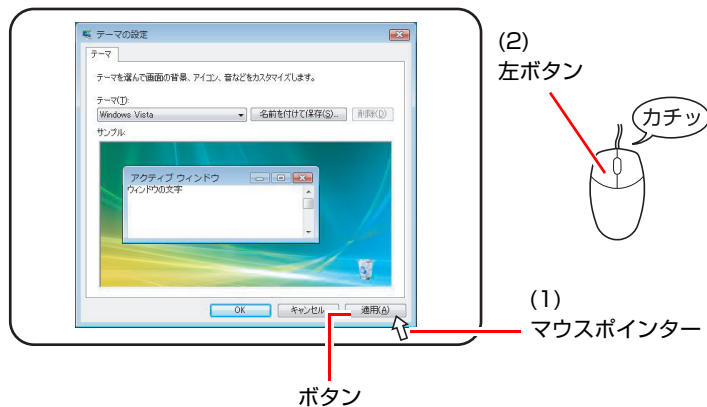 テーマの設定
テーマ
テーマを選んで画面の背景、アイコン、音などをカスタマイズします。
テーマ(T):
Windows Vista
名前を付けて保存(S)...
削除(D)
サンプル:
アクティブ ウィンドウ
ウィンドウの文字
OK
キャンセル
適用(A)
(2)
左ボタン
カチッ
(1)
マウスポインター
ボタン